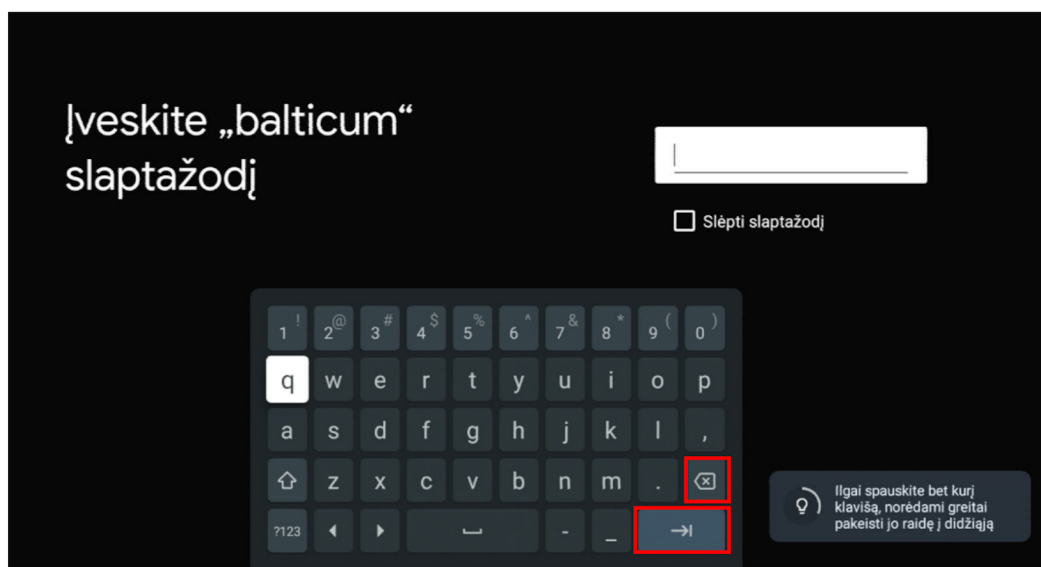 Įveskite „balticum“
slaptažodį
Slėpti slaptažodį
1 ! 2 @ 3 # 4 $ 5 % 6 ^ 7 & 8 * 9 ( 0 )
q w e r t y u i o p
a s d f g h j k l ,
z x c v b n m .
?123 - _
Ilgai spauskite bet kurį
klavišą, norėdami greitai
pakeisti jo raidę į didžiąją